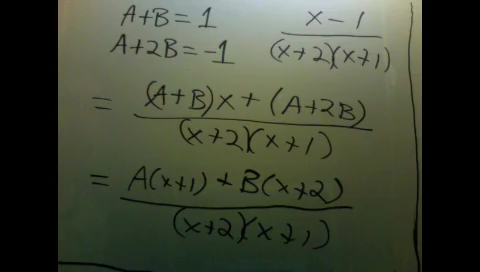 A+B=1
A+2B=-1
x-1
(x+2)(x+1)
= (A+B)x+(A+2B)
(x+2)(x+1)
= A(x+1)+B(x+2)
(x+2)(x+1)